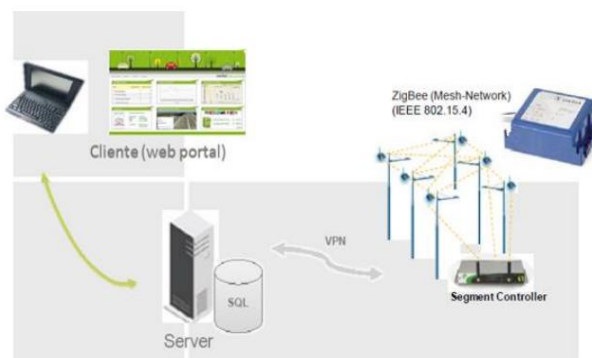 ZigBee (Mesh-Network)
(IEEE 802.15.4)
Cliente (web portal)
VPN
SQL
Segment Controller
Server